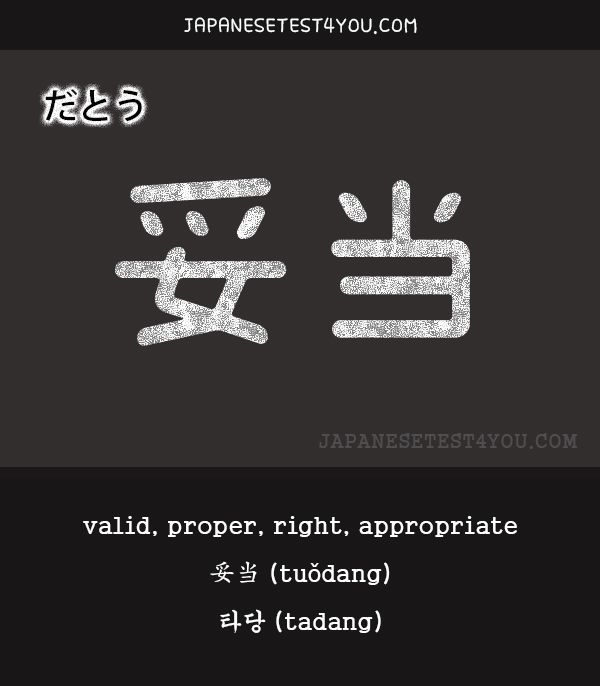 JAPANESETEST4YOU.COM
だとう
妥当
JAPANESETEST4YOU.COM
valid, proper, right, appropriate
妥当 (tuǒdang)
타당 (tadang)